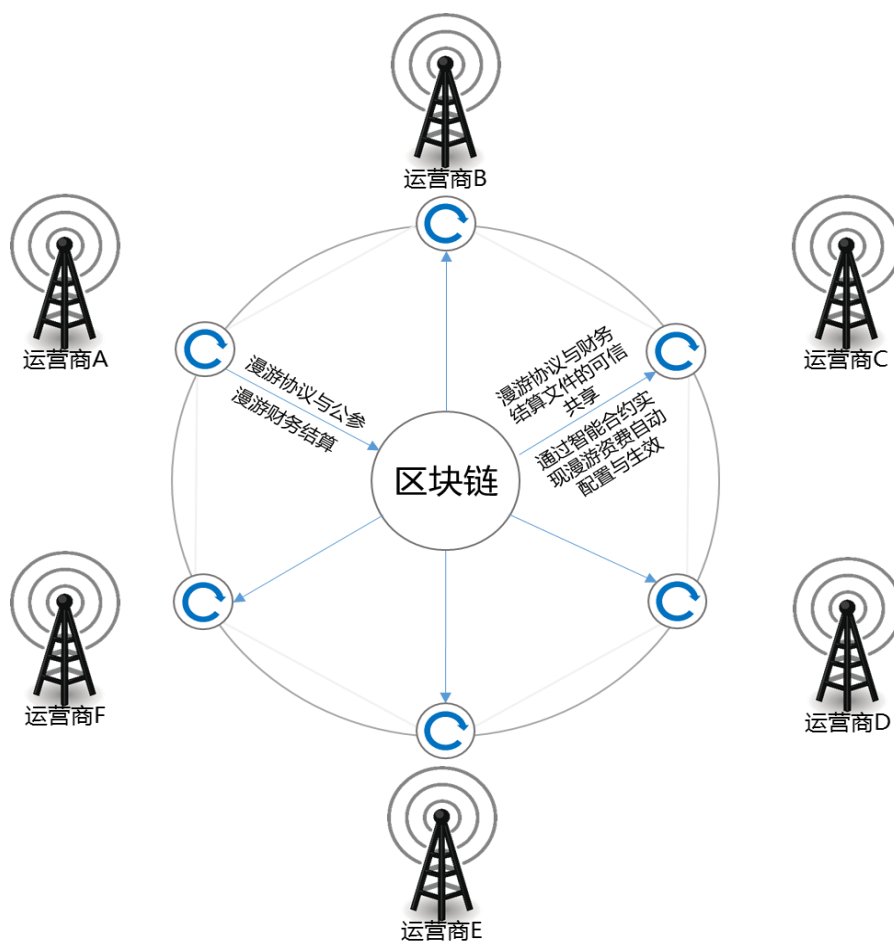 运营商B
运营商A
运营商C
漫游协议与公参
漫游财务结算
漫游协议与财务
结算文件的可信
共享
通过智能合约实
现漫游资费自动
配置与生效
区块链
运营商F
运营商D
运营商E